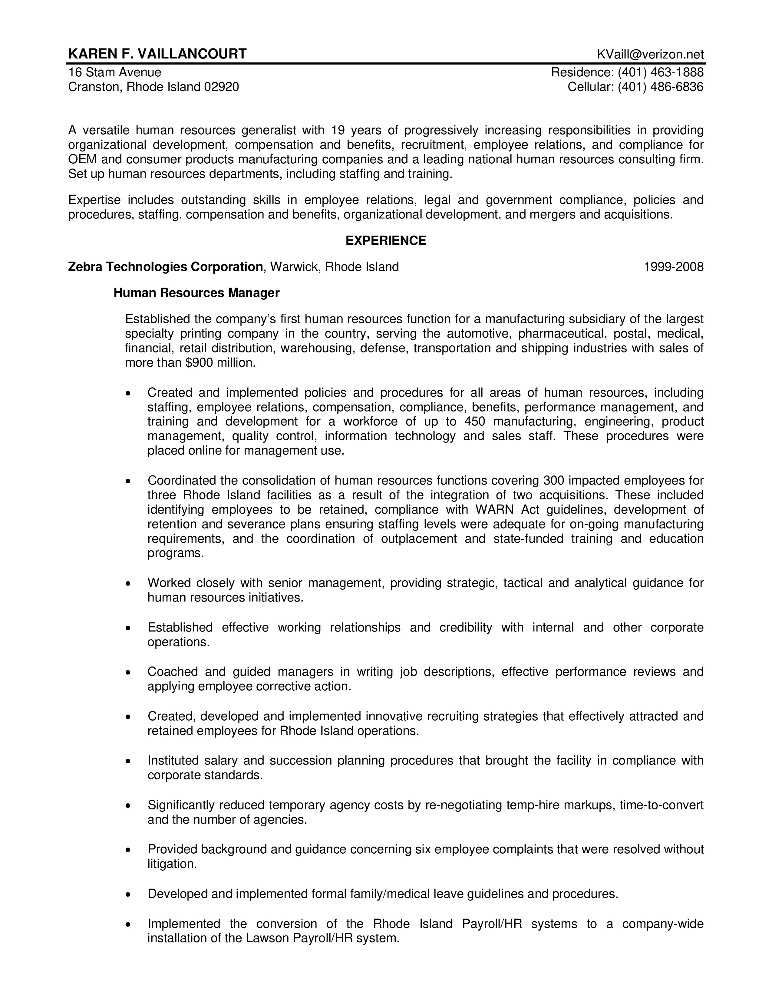 KAREN F. VAILLANCOURT KVaill@verizon.net
16 Stam Avenue Residence: (401) 463-1888
Cranston, Rhode Island 02920 Cellular: (401) 486-6836
A versatile human resources generalist with 19 years of progressively increasing responsibilities in providing
organizational development, compensation and benefits, recruitment, employee relations, and compliance for
OEM and consumer products manufacturing companies and a leading national human resources consulting firm.
Set up human resources departments, including staffing and training.
Expertise includes outstanding skills in employee relations, legal and government compliance, policies and
procedures, staffing, compensation and benefits, organizational development, and mergers and acquisitions.
EXPERIENCE
Zebra Technologies Corporation, Warwick, Rhode Island 1999-2008
Human Resources Manager
Established the company's first human resources function for a manufacturing subsidiary of the largest
specialty printing company in the country, serving the automotive, pharmaceutical, postal, medical,
financial, retail distribution, warehousing, defense, transportation and shipping industries with sales of
more than $900 million.
• Created and implemented policies and procedures for all areas of human resources, including
staffing, employee relations, compensation, compliance, benefits, performance management, and
training and development for a workforce of up to 450 manufacturing, engineering, product
management, quality control, information technology and sales staff. These procedures were
placed online for management use.
• Coordinated the consolidation of human resources functions covering 300 impacted employees for
three Rhode Island facilities as a result of the integration of two acquisitions. These included
identifying employees to be retained, compliance with WARN Act guidelines, development of
retention and severance plans ensuring staffing levels were adequate for on-going manufacturing
requirements, and the coordination of outplacement and state-funded training and education
programs.
• Worked closely with senior management, providing strategic, tactical and analytical guidance for
human resources initiatives.
• Established effective working relationships and credibility with internal and other corporate
operations.
• Coached and guided managers in writing job descriptions, effective performance reviews and
applying employee corrective action.
• Created, developed and implemented innovative recruiting strategies that effectively attracted and
retained employees for Rhode Island operations.
• Instituted salary and succession planning procedures that brought the facility in compliance with
corporate standards.
• Significantly reduced temporary agency costs by re-negotiating temp-hire markups, time-to-convert
and the number of agencies.
• Provided background and guidance concerning six employee complaints that were resolved without
litigation.
• Developed and implemented formal family/medical leave guidelines and procedures.
• Implemented the conversion of the Rhode Island Payroll/HR systems to a company-wide
installation of the Lawson Payroll/HR system.